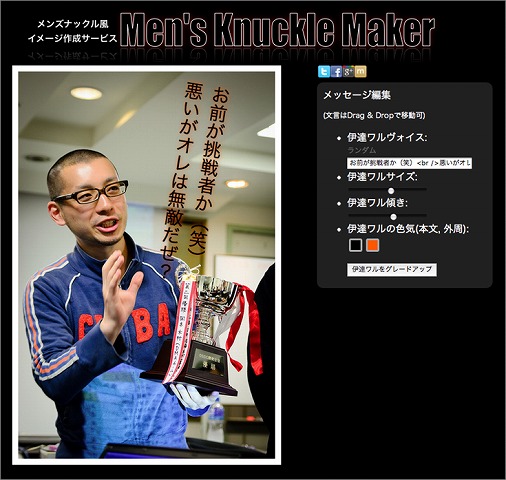 メンズナックル風
イメージ作成サービス
Men's Knuckle Maker
お前が挑戦者か（笑）
悪いがオレは無敵だぜ？
CUBA
優勝
メッセージ編集
(文言はDrag & Dropで移動可)
伊達ワルヴォイス:
ランダム
お前が挑戦者か（笑） <br />悪いがオレ
伊達ワルサイズ:
伊達ワル傾き:
伊達ワルの色気(本文, 外周):
伊達ワルをグレードアップ